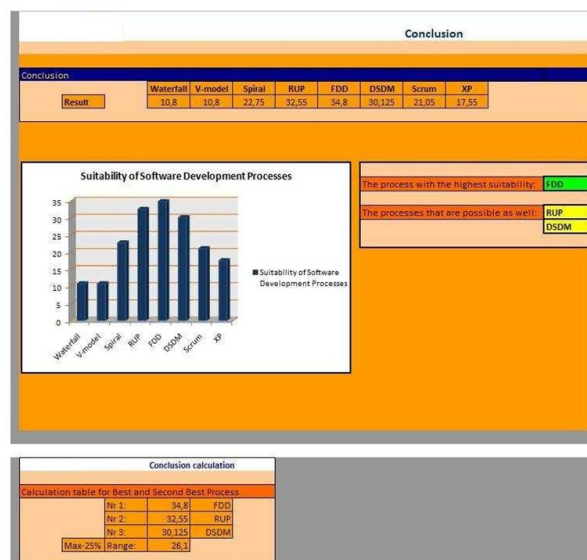 Conclusion
Conclusion
Waterfall V-model Spiral RUP FDD DSDM Scrum XP
Result 10,8 10,8 22,75 32,55 34,8 30,125 21,05 17,55
Suitability of Software Development Processes
35
30
25
20
15
10
5
0
Waterfall V-model Spiral RUP FDD DSDM Scrum XP
Suitability of Software
Development Processes
The process with the highest suitability: FDD
The processes that are possible as well: RUP
DSDM
Conclusion calculation
Calculation table for Best and Second Best Process
Nr 1: 34,8 FDD
Nr 2: 32,55 RUP
Nr 3: 30,125 DSDM
Max-25% Range: 26,1